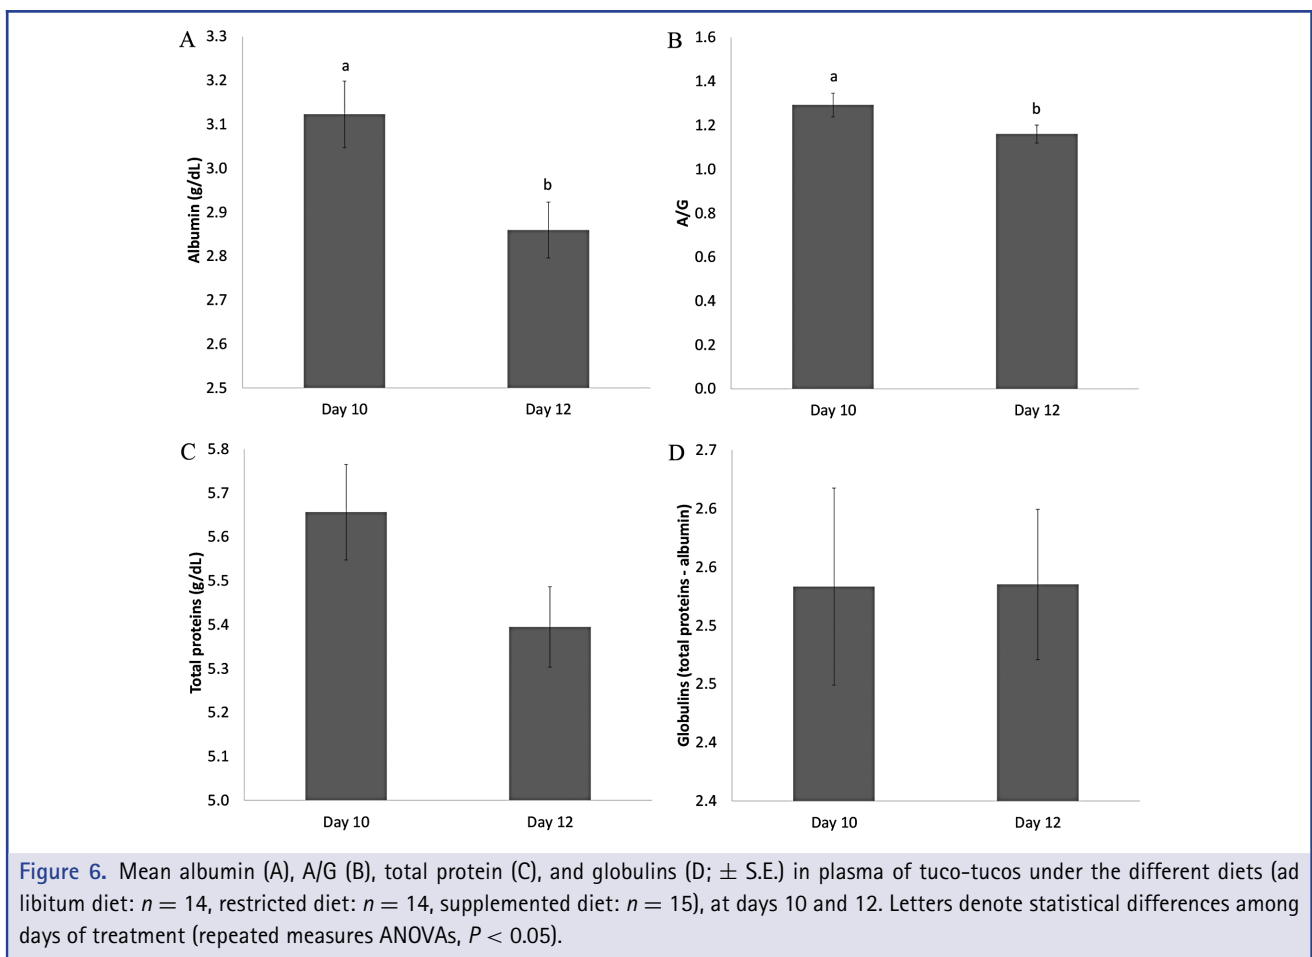 A
3.3
3.2
3.1
3.0
2.9
2.8
2.7
2.6
2.5
Albumin (g/dL)
a
b
Day 10
Day 12
B
1.6
1.4
1.2
1.0
0.8
0.6
0.4
0.2
0.0
A/G
a
b
Day 10
Day 12
C
5.8
5.7
5.6
5.5
5.4
5.3
5.2
5.1
5.0
Total proteins (g/dL)
Day 10
Day 12
D
2.7
2.6
2.6
2.5
2.5
2.4
2.4
Globulins (total proteins - albumin)
Day 10
Day 12
Figure 6. Mean albumin (A), A/G (B), total protein (C), and globulins (D; ± S.E.) in plasma of tuco-tucos under the different diets (ad
libitum diet: n = 14, restricted diet: n = 14, supplemented diet: n = 15), at days 10 and 12. Letters denote statistical differences among
days of treatment (repeated measures ANOVAs, P < 0.05).